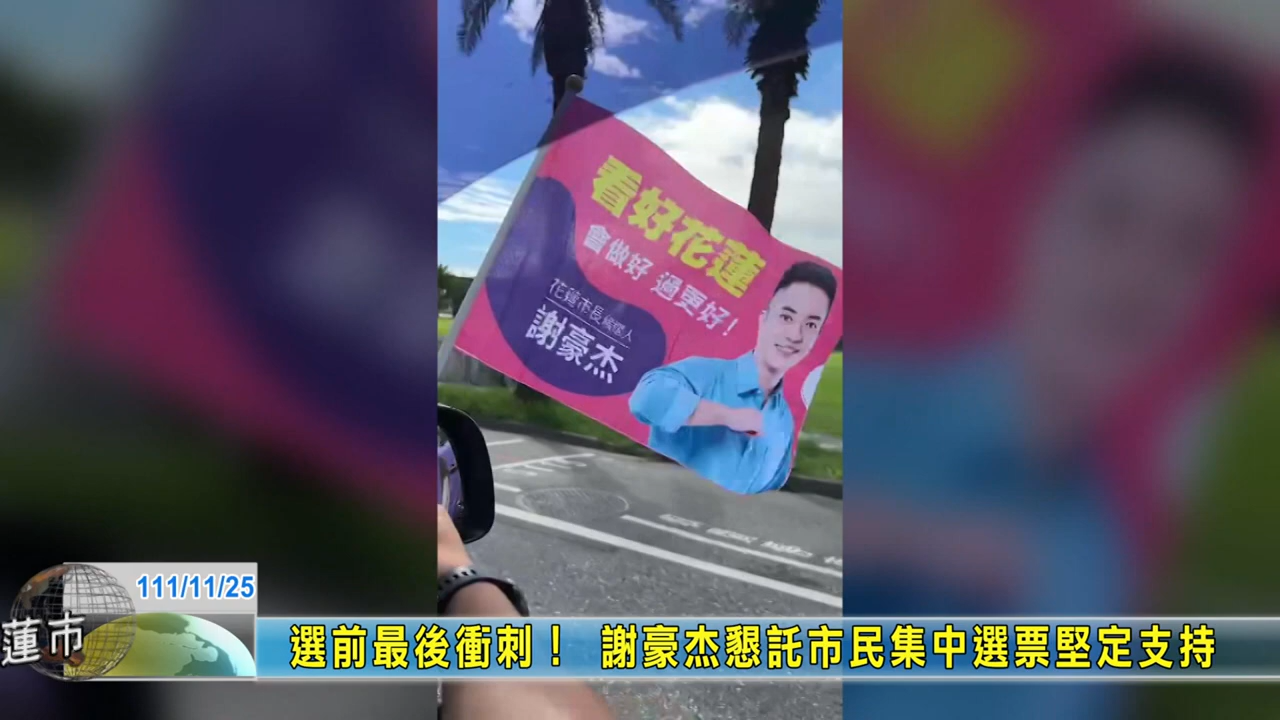 看好花蓮
會做好 過更好!
花蓮市長候選人
謝豪杰
111/11/25
蓮市
選前最後衝刺! 謝豪杰懇託市民集中選票堅定支持